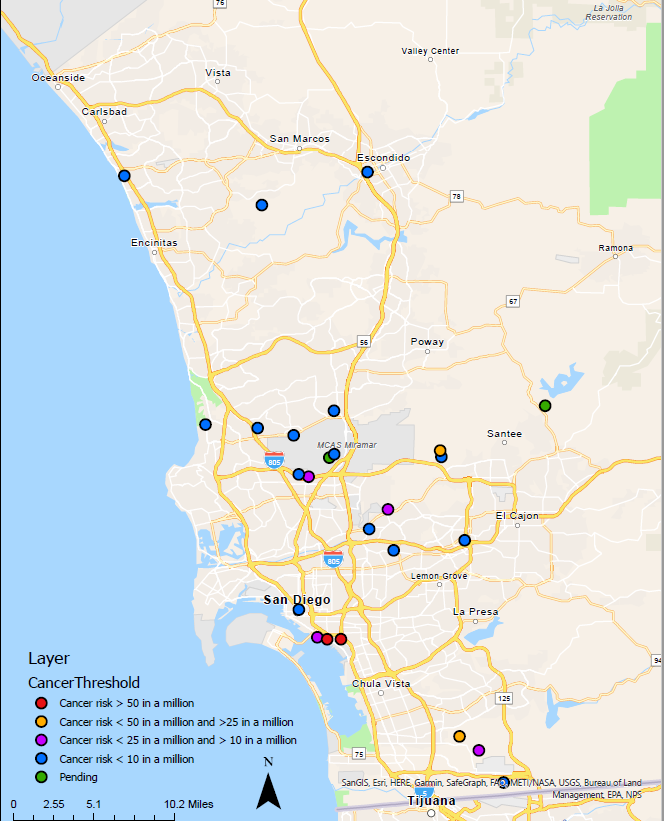 76
La Jolla
Reservation
Valley Center
Vista
Oceanside
Carlsbad
San Marcos
Escondido
78
Encinitas
Ramona
67
56
Poway
Santee
MCAS Miramar
805
El Cajon
805
Lemon Grove
San Diego
La Presa
94
Layer
CancerThreshold
Cancer risk > 50 in a million
Cancer risk < 50 in a million and >25 in a million
Cancer risk < 25 in a million and > 10 in a million
Cancer risk < 10 in a million
Pending
Chula Vista
125
75
N
0 2.55 5.1 10.2 Miles
SanGIS, Esri, HERE, Garmin, SafeGraph, METI/NASA, USGS, Bureau of Land
Management, EPA, NPS
5
Tijuana